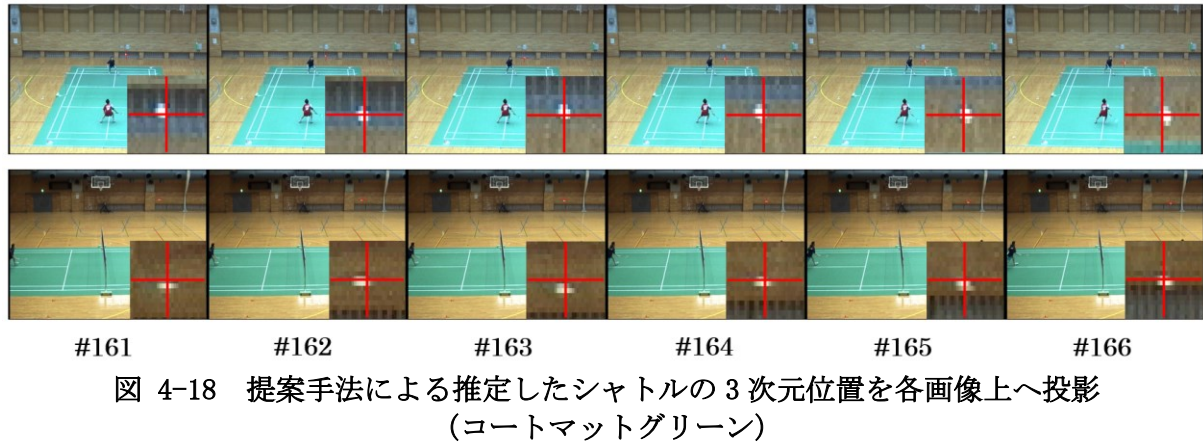 #161 #162 #163 #164 #165 #166
図 4-18 提案手法による推定したシャトルの3次元位置を各画像上へ投影
(コートマットグリーン)